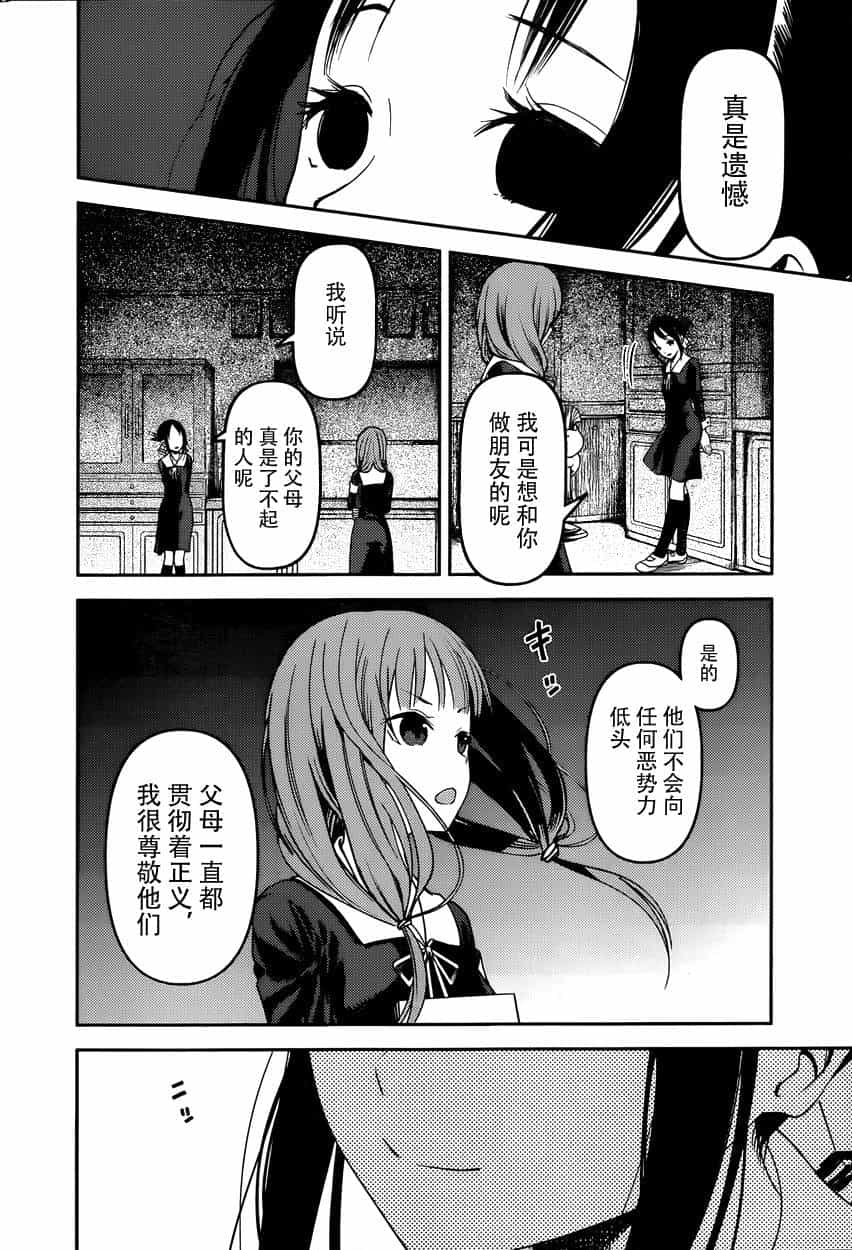 真是遗憾
我可是想和你
做朋友的呢
我听说
你的父母
真是了不起
的人呢
是的
他们不会向
任何恶势力
低头
キッ
父母一直都
贯彻着正义,
我很尊敬他们